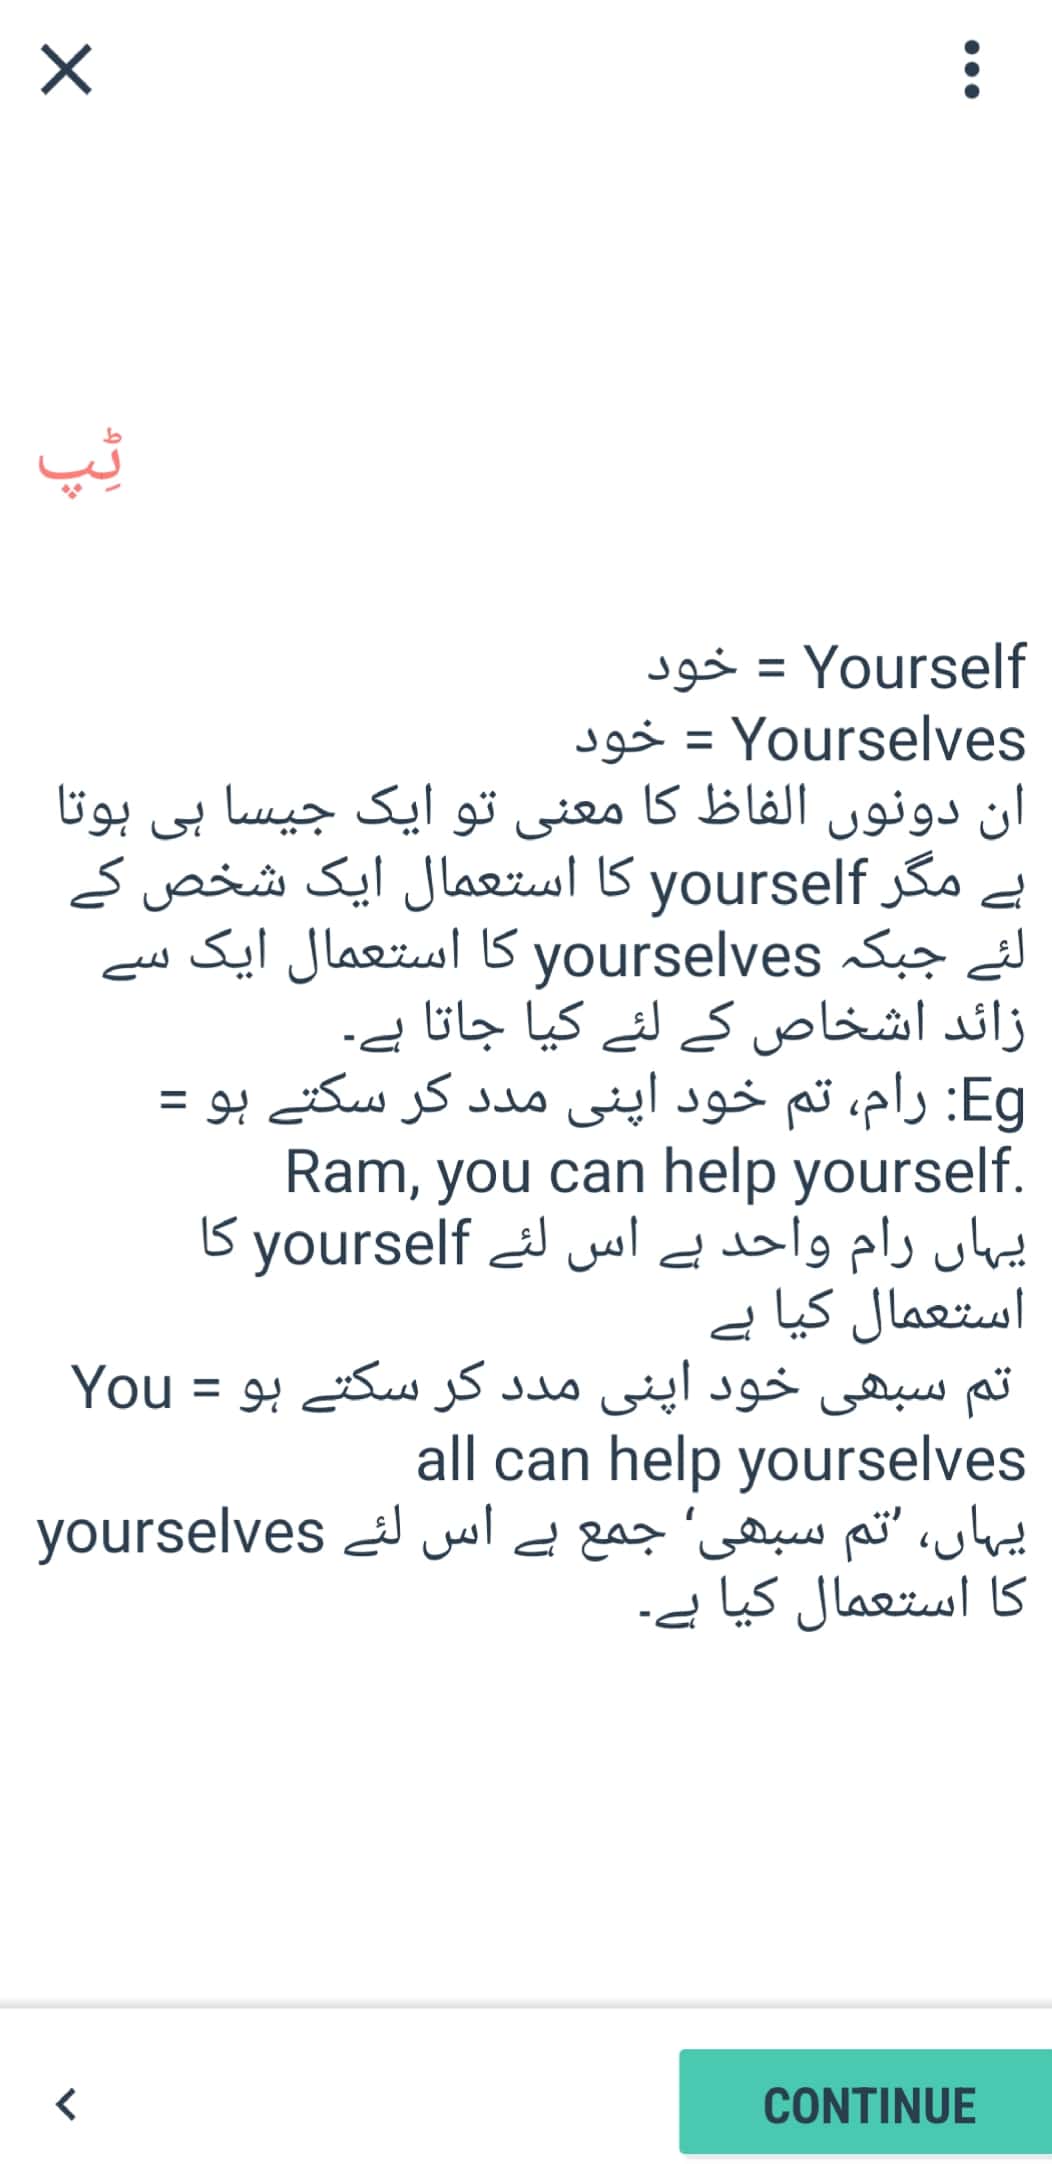 ٹِپ
Yourself = خود
Yourselves = خود
ان دونوں الفاظ کا معنی تو ایک جیسا ہی ہوتا
ہے مگر yourself کا استعمال ایک شخص کے
لئے جبکہ yourselves کا استعمال ایک سے
زائد اشخاص کے لئے کیا جاتا ہے۔
Eg: رام، تم خود اپنی مدد کر سکتے ہو =
Ram, you can help yourself.
یہاں رام واحد ہے اس لئے yourself کا
استعمال کیا ہے
تم سبھی خود اپنی مدد کر سکتے ہو = You
all can help yourselves
یہاں، ’تم سبھی‘ جمع ہے اس لئے yourselves
کا استعمال کیا ہے۔
CONTINUE